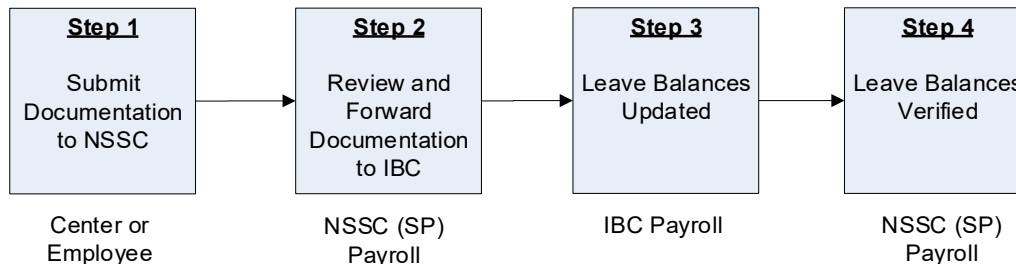 Step 1
Submit
Documentation
to NSSC
Center or
Employee
Step 2
Review and
Forward
Documentation
to IBC
NSSC (SP)
Payroll
Step 3
Leave Balances
Updated
IBC Payroll
Step 4
Leave Balances
Verified
NSSC (SP)
Payroll